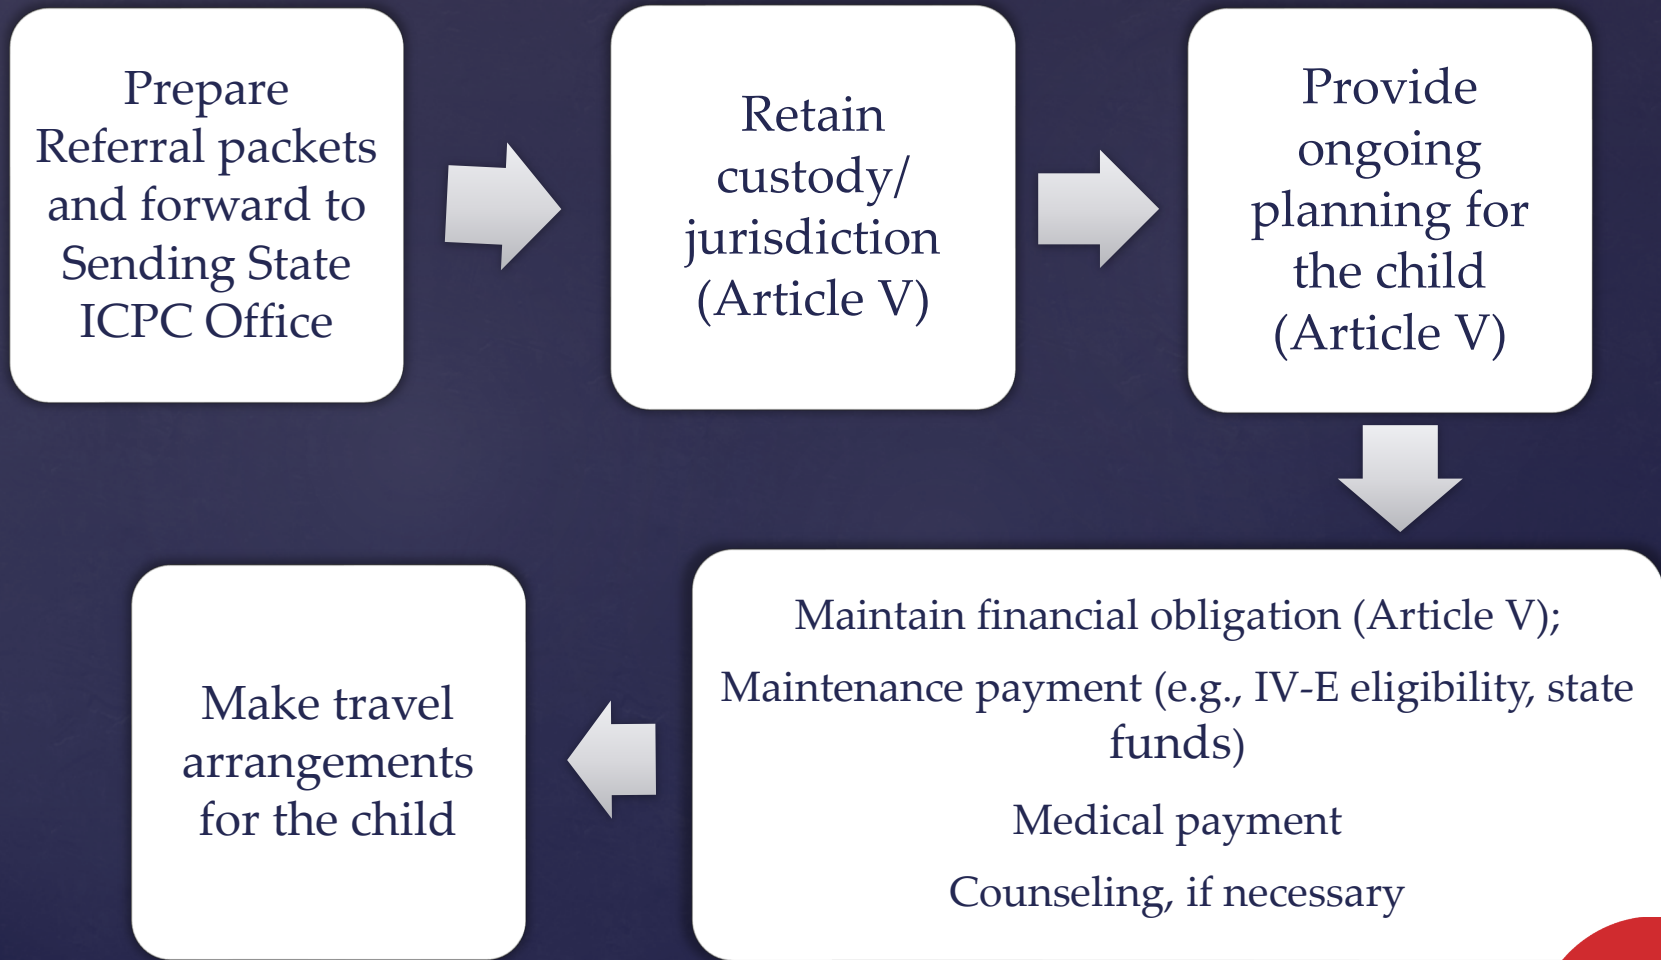 Prepare
Referral packets
and forward to
Sending State
ICPC Office
Retain
custody/
jurisdiction
(Article V)
Provide
ongoing
planning for
the child
(Article V)
Maintain financial obligation (Article V);
Maintenance payment (e.g., IV-E eligibility, state
funds)
Medical payment
Counseling, if necessary
Make travel
arrangements
for the child